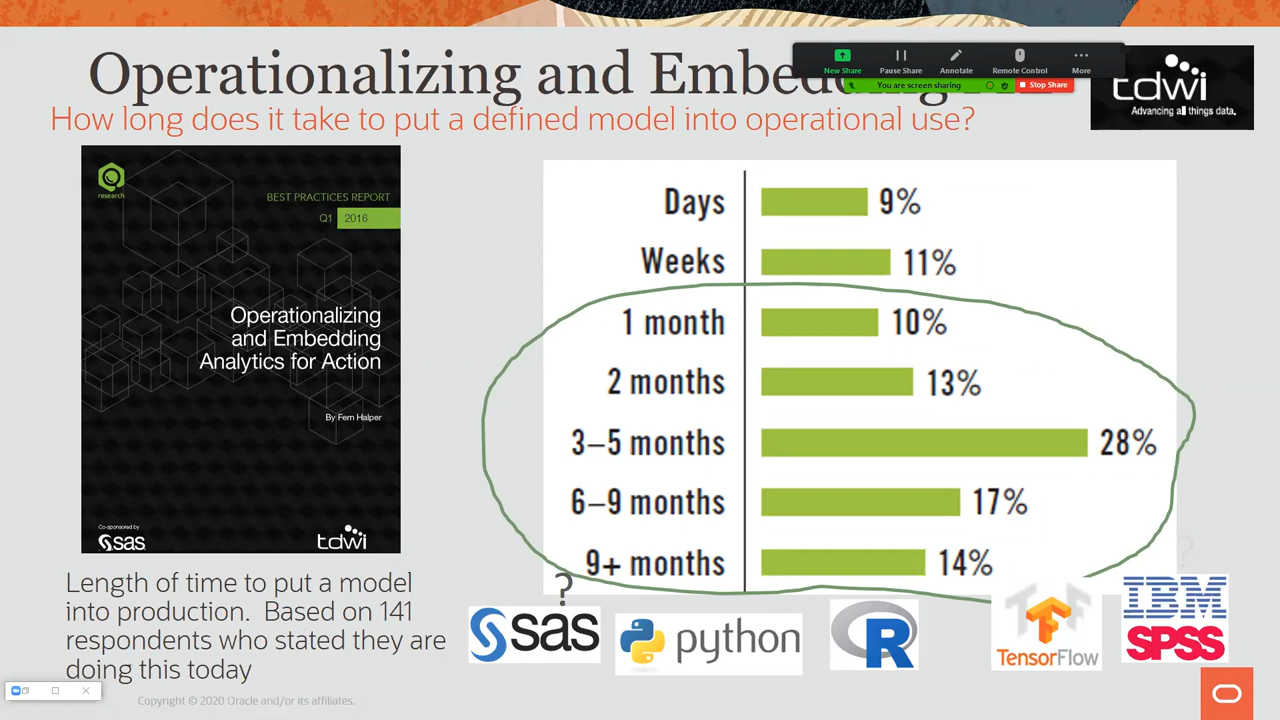 Operationalizing and Embedding
New Share
Pause Share
Annotate
Remote Control
More
You are screen sharing
Stop Share
tdwi
Advancing all things data.
How long does it take to put a defined model into operational use?
research
BEST PRACTICES REPORT
Q1 2016
Operationalizing
and Embedding
Analytics for Action
By Fern Halper
Co-sponsored by
sas
tdwi
Days 9%
Weeks 11%
1 month 10%
2 months 13%
3–5 months 28%
6–9 months 17%
9+ months 14%
?
?
Length of time to put a model
into production. Based on 141
respondents who stated they are
doing this today
sas
python
R
TensorFlow
IBM
SPSS
Copyright © 2020 Oracle and/or its affiliates.